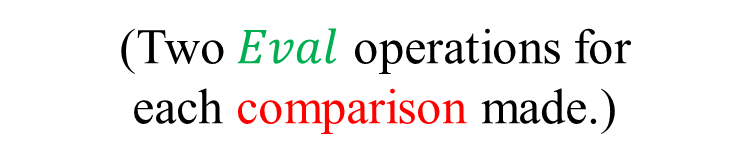 (Two Eval operations for
each comparison made.)